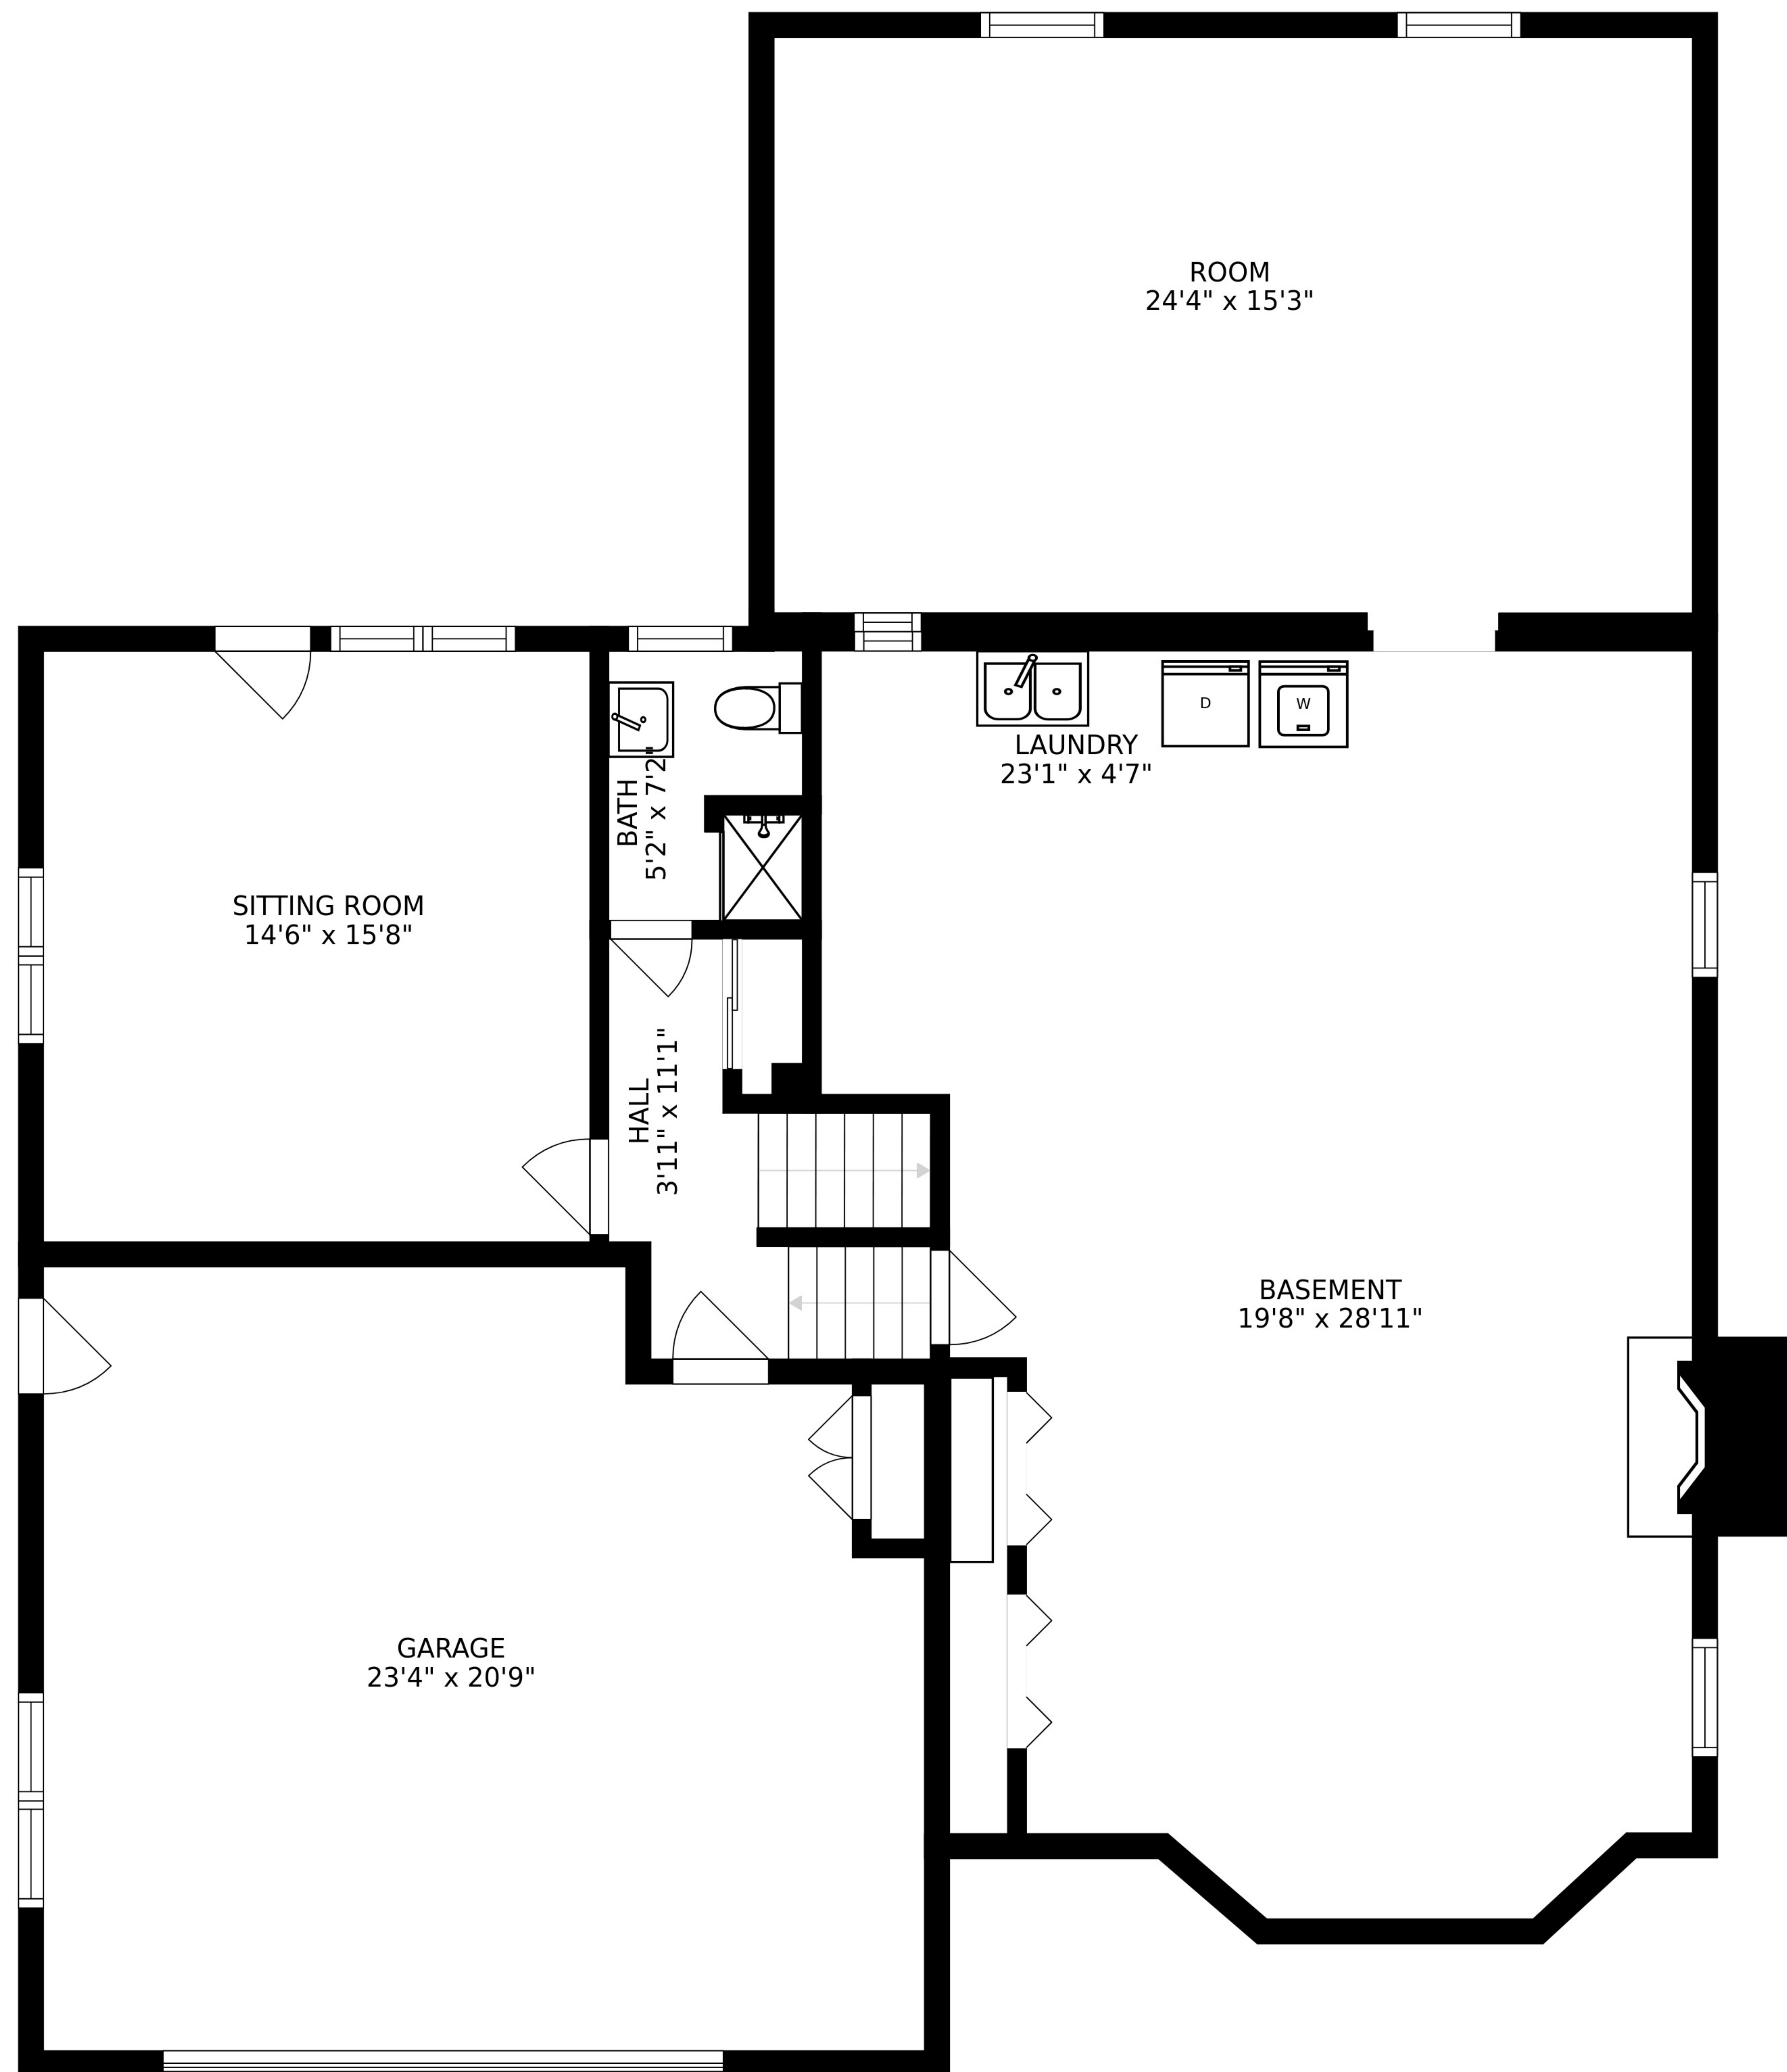 ROOM
24'4" x 15'3"
D
W
LAUNDRY
23'1" x 4'7"
BATH
5'2" x 7'2"
SITTING ROOM
14'6" x 15'8"
HALL
3'11" x 11'1"
BASEMENT
19'8" x 28'11"
GARAGE
23'4" x 20'9"